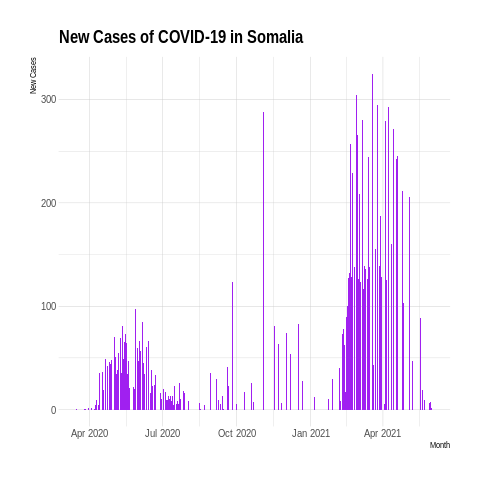 New Cases of COVID-19 in Somalia
New Cases
300
200
100
0
Apr 2020 Jul 2020 Oct 2020 Jan 2021 Apr 2021
Month